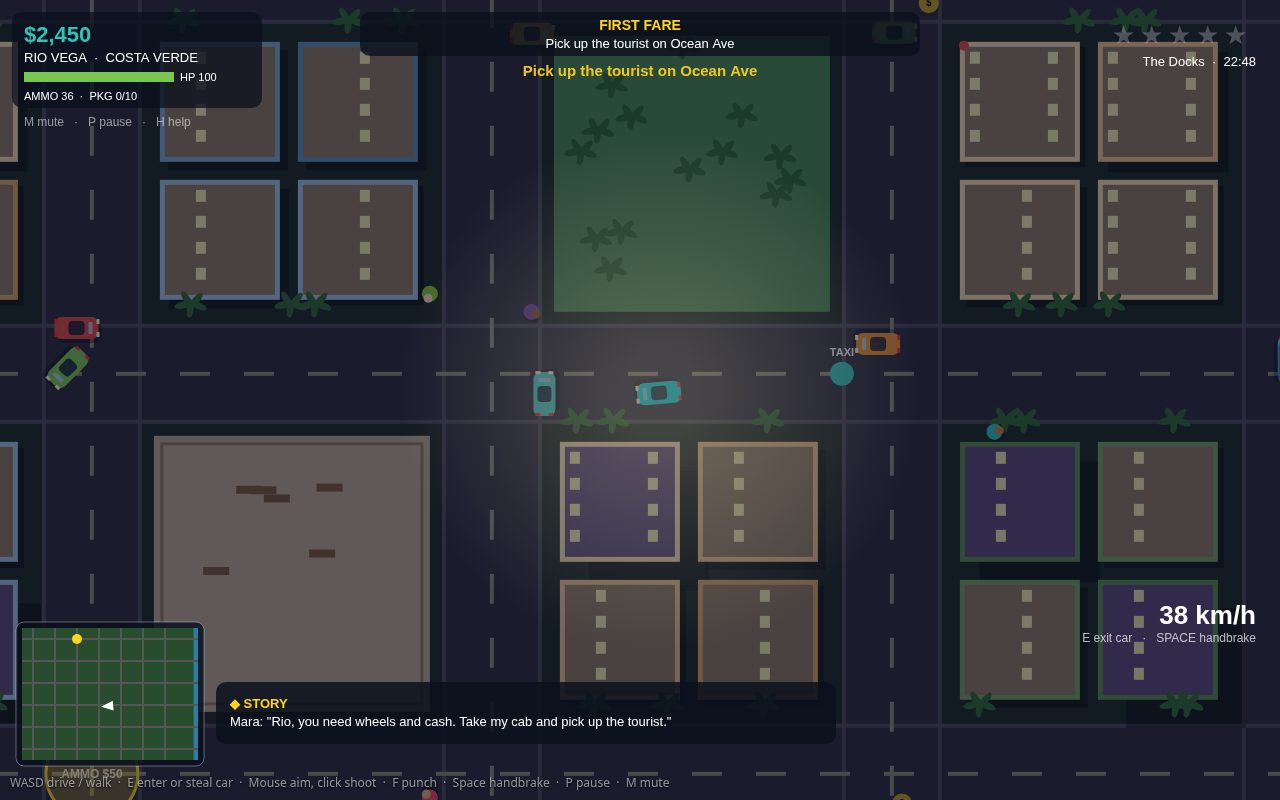 $2,450
RIO VEGA · COSTA VERDE
HP 100
AMMO 36 · PKG 0/10
M mute · P pause · H help
FIRST FARE
Pick up the tourist on Ocean Ave
Pick up the tourist on Ocean Ave
$
★ ★ ★ ★ ★
The Docks · 22:48
TAXI
38 km/h
E exit car · SPACE handbrake
◆ STORY
Mara: "Rio, you need wheels and cash. Take my cab and pick up the tourist."
AMMO $50
WASD drive / walk · E enter or steal car · Mouse aim, click shoot · F punch · Space handbrake · P pause · M mute